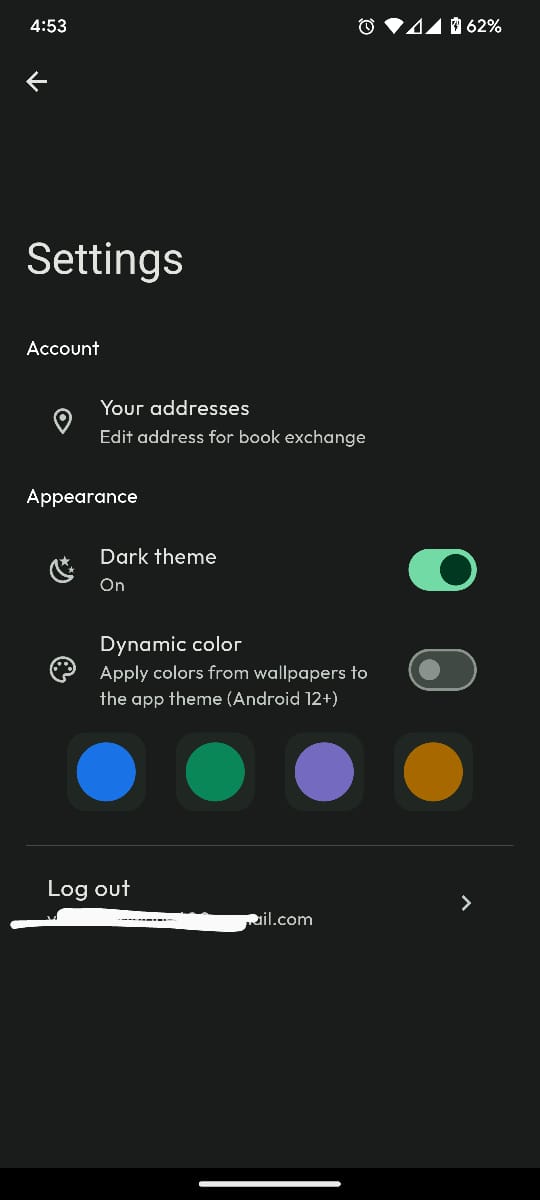 4:53
62%
Settings
Account
Your addresses
Edit address for book exchange
Appearance
Dark theme
On
Dynamic color
Apply colors from wallpapers to
the app theme (Android 12+)
Log out
ail.com